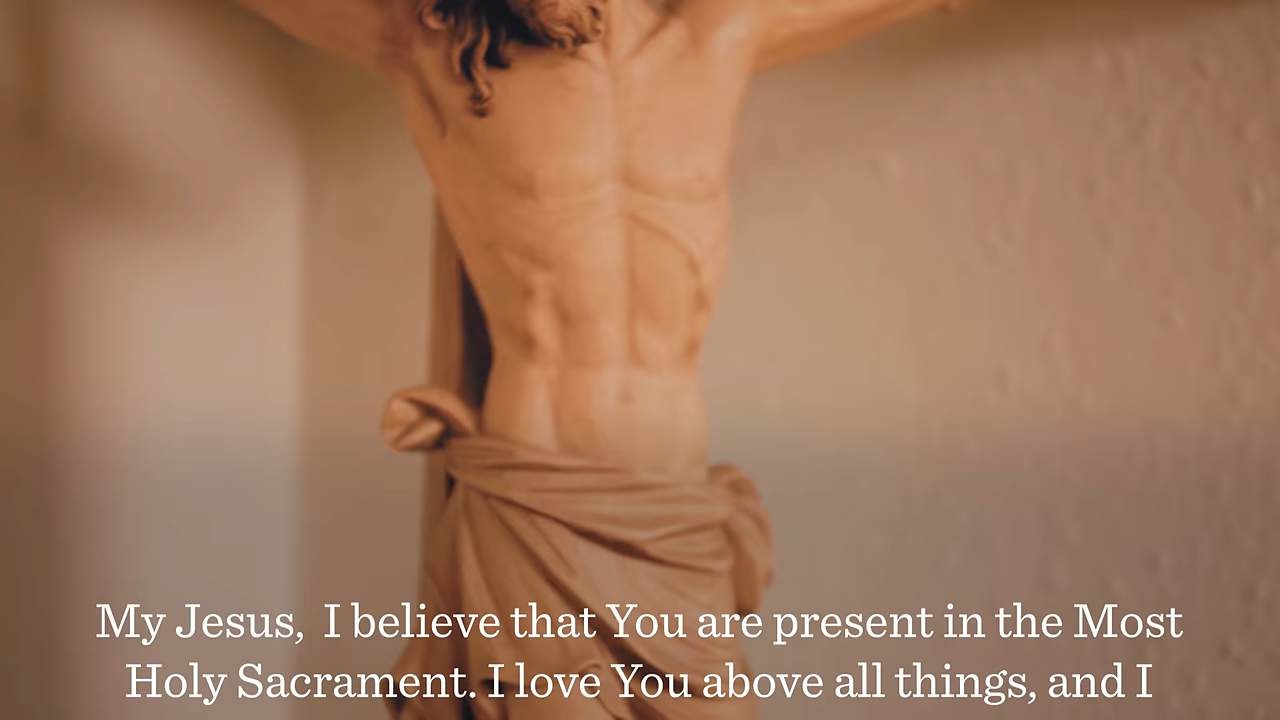 My Jesus,  I believe that You are present in the Most
Holy Sacrament. I love You above all things, and I